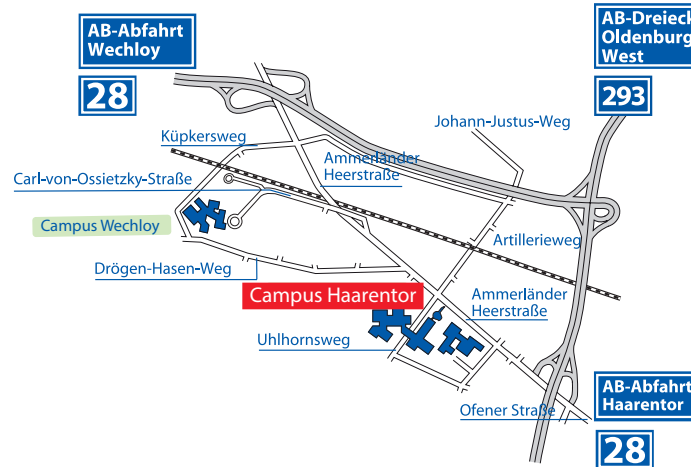 AB-Abfahrt
Wechloy
28
AB-Dreieck
Oldenburg
West
293
Johann-Justus-Weg
Küpkersweg
Ammerländer
Heerstraße
Carl-von-Ossietzky-Straße
Campus Wechloy
Artillerieweg
Drögen-Hasen-Weg
Campus Haarentor
Ammerländer
Heerstraße
Uhlhornsweg
Ofener Straße
AB-Abfahrt
Haarentor
28